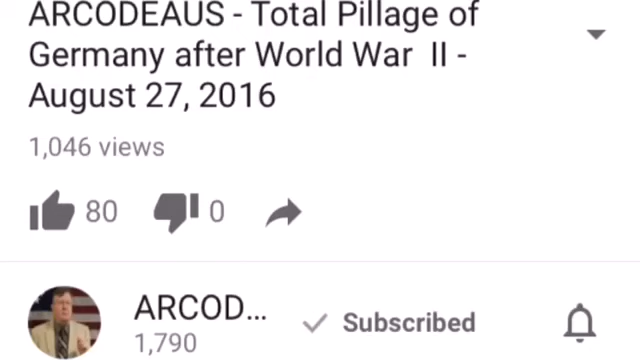 ARCODEAUS - Total Pillage of
Germany after World War II -
August 27, 2016
1,046 views
80 0
ARCOD... Subscribed
1,790